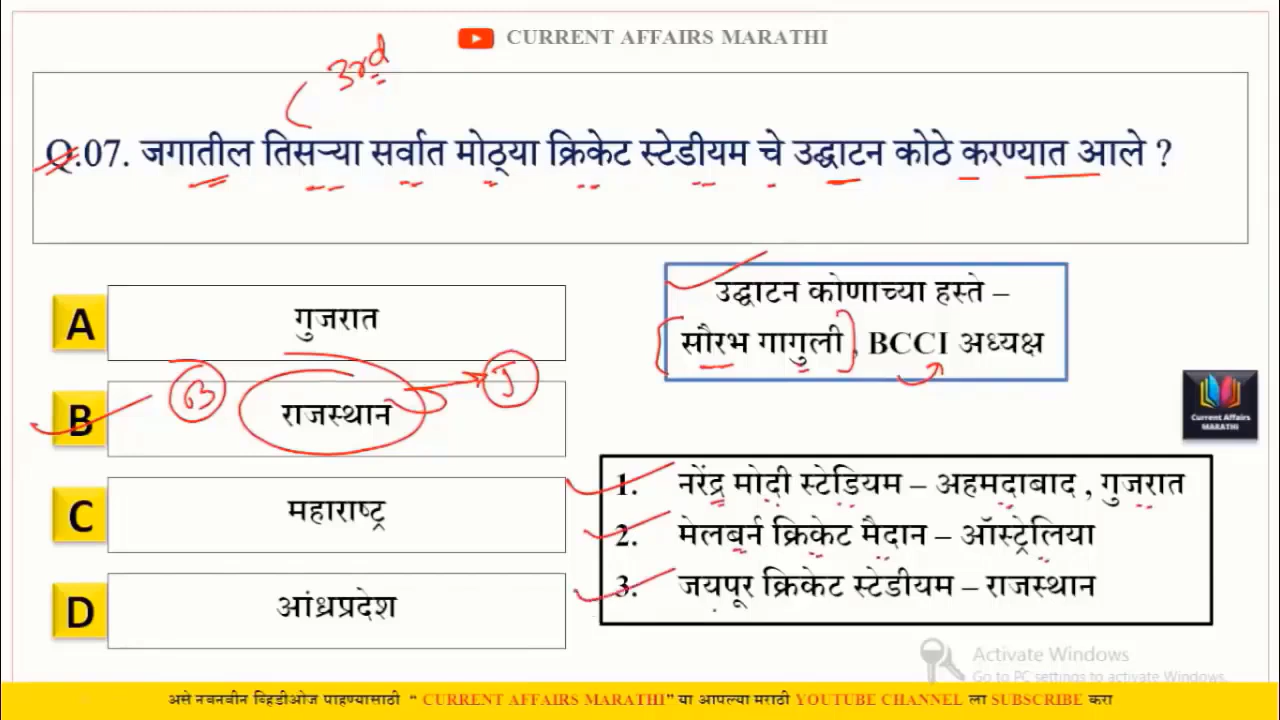 CURRENT AFFAIRS MARATHI
3rd
Q.07. जगातील तिसऱ्या सर्वात मोठ्या क्रिकेट स्टेडीयम चे उद्घाटन कोठे करण्यात आले ?
A गुजरात
B राजस्थान
B
J
C महाराष्ट्र
D आंध्रप्रदेश
उद्घाटन कोणाच्या हस्ते –
सौरभ गागुली , BCCI अध्यक्ष
Current Affairs
MARATHI
1. नरेंद्र मोदी स्टेडियम – अहमदाबाद , गुजरात
2. मेलबर्न क्रिकेट मैदान – ऑस्ट्रेलिया
3. जयपूर क्रिकेट स्टेडीयम – राजस्थान
Activate Windows
Go to PC settings to activate Windows.
असे नवनवीन व्हिडीओज पाहण्यासाठी “ CURRENT AFFAIRS MARATHI” या आपल्या मराठी YOUTUBE CHANNEL ला SUBSCRIBE करा